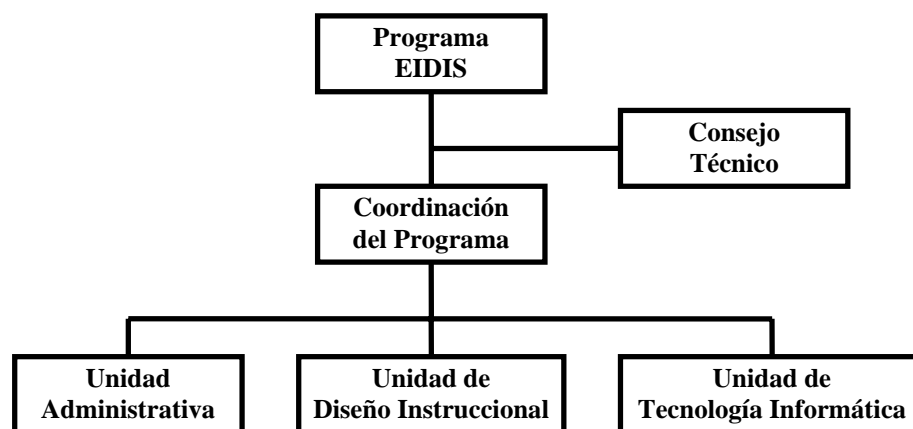 Programa
EIDIS
Consejo
Técnico
Coordinación
del Programa
Unidad
Administrativa
Unidad de
Diseño Instruccional
Unidad de
Tecnología Informática